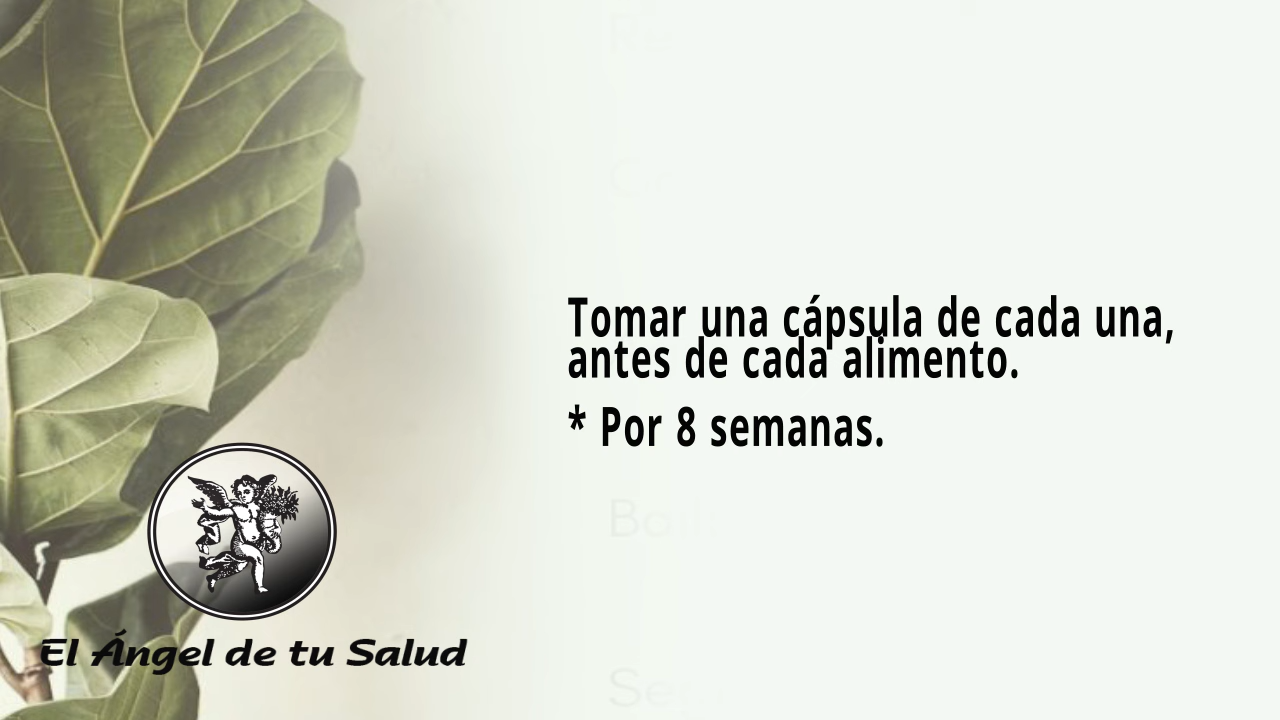 Tomar una cápsula de cada una,
antes de cada alimento.
* Por 8 semanas.
El Ángel de tu Salud